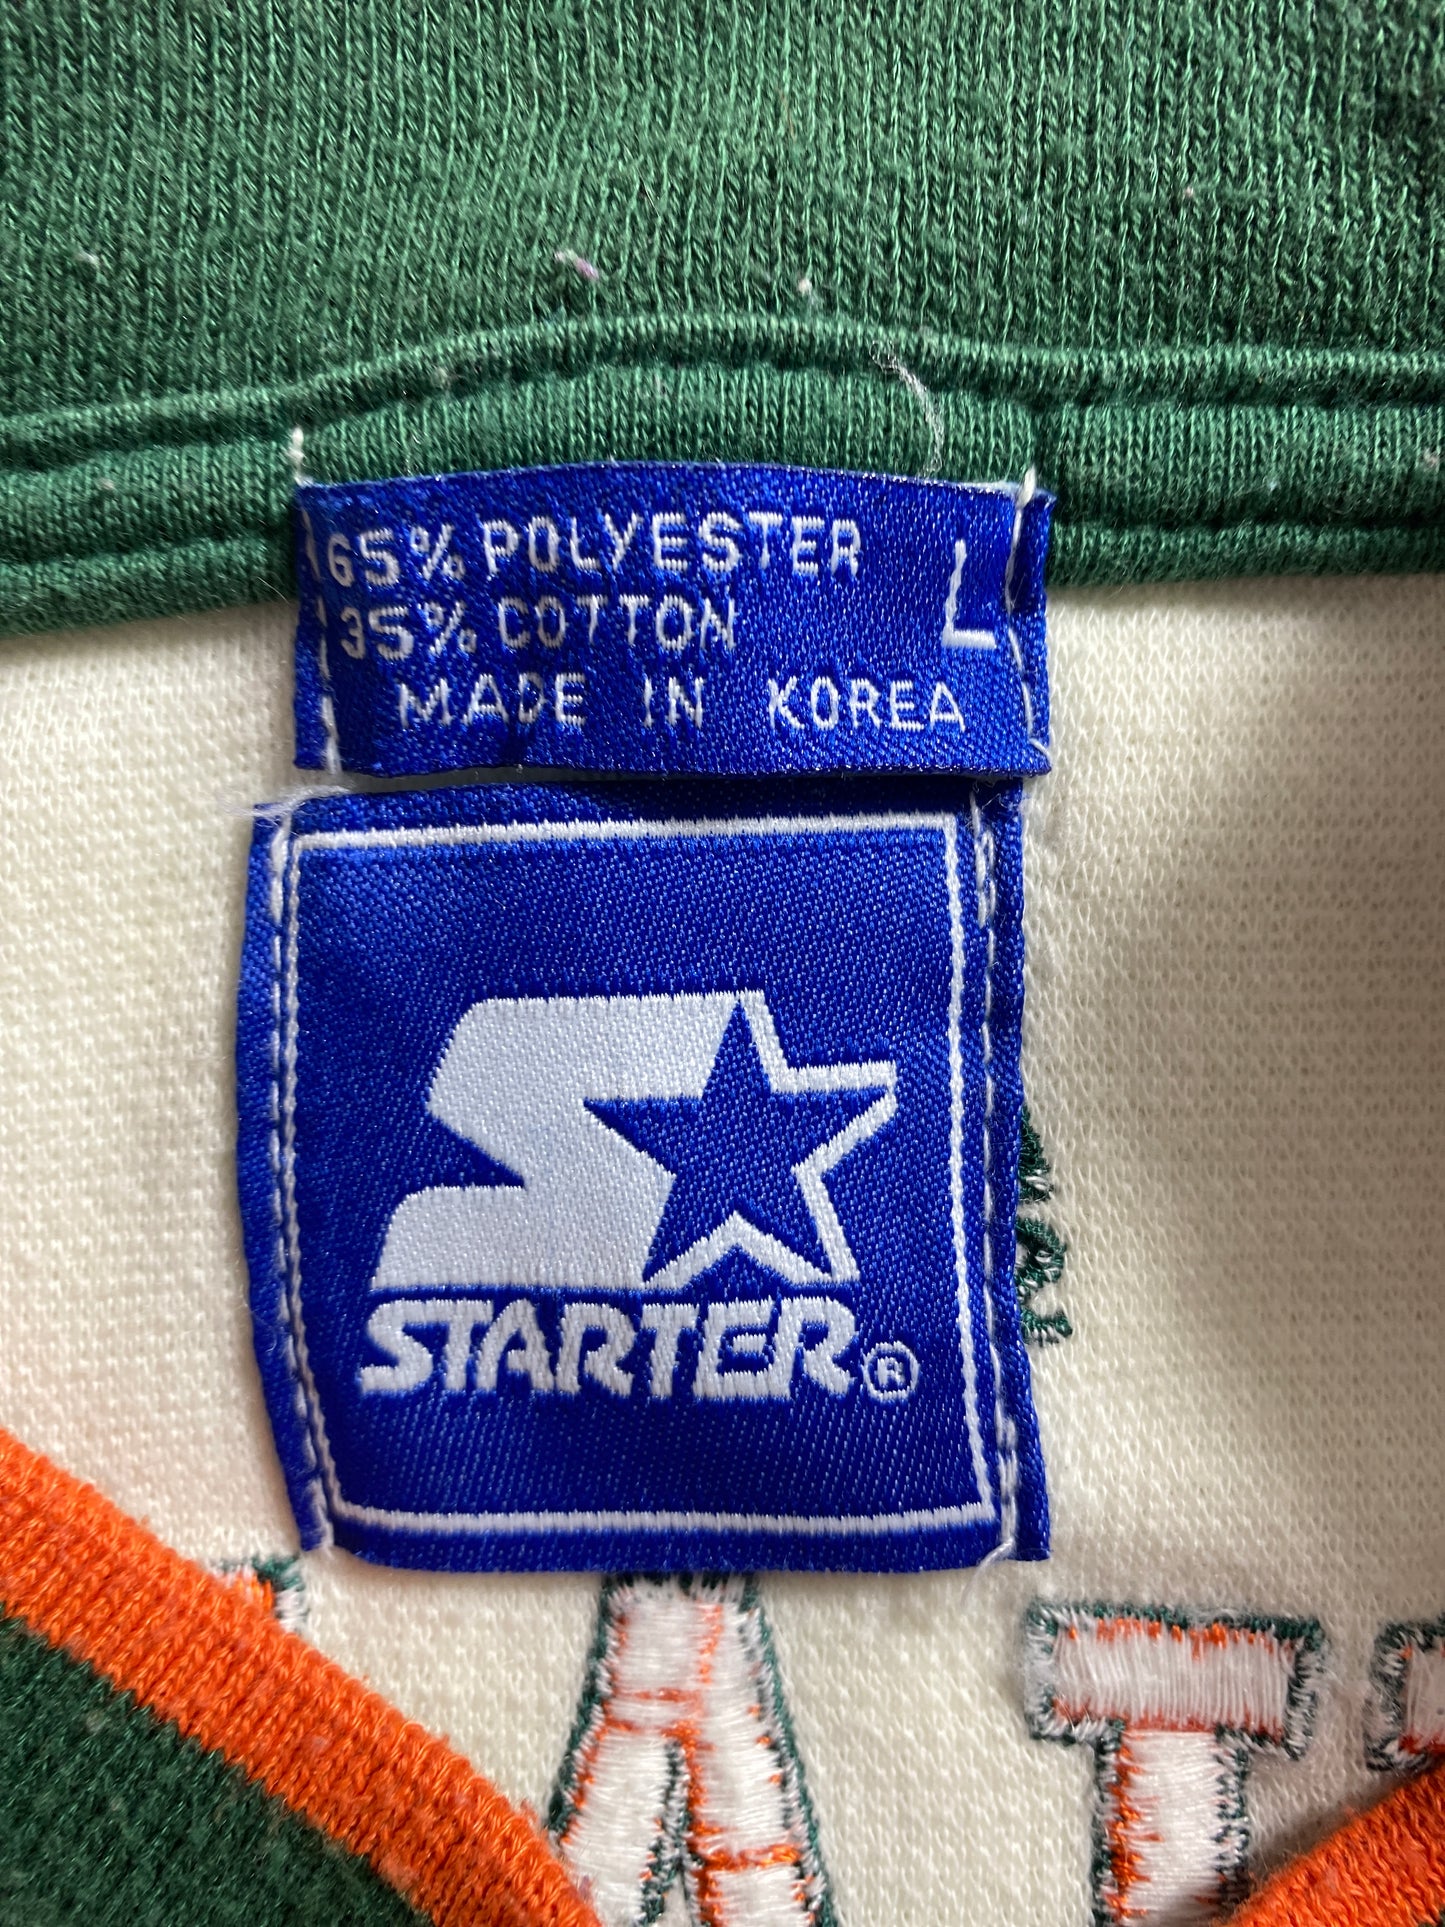 65% POLYESTER L
35% COTTON
MADE IN KOREA
STARTER®